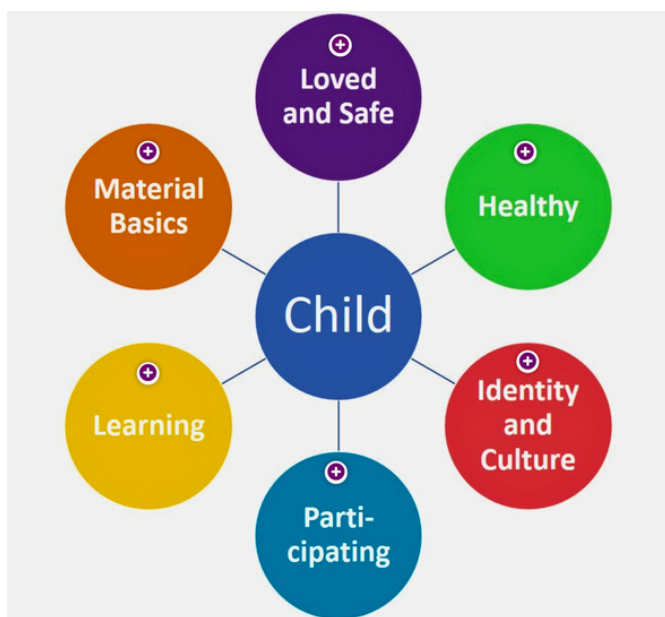 Loved
and Safe
Material
Basics
Healthy
Child
Learning
Identity
and
Culture
Parti-
cipating